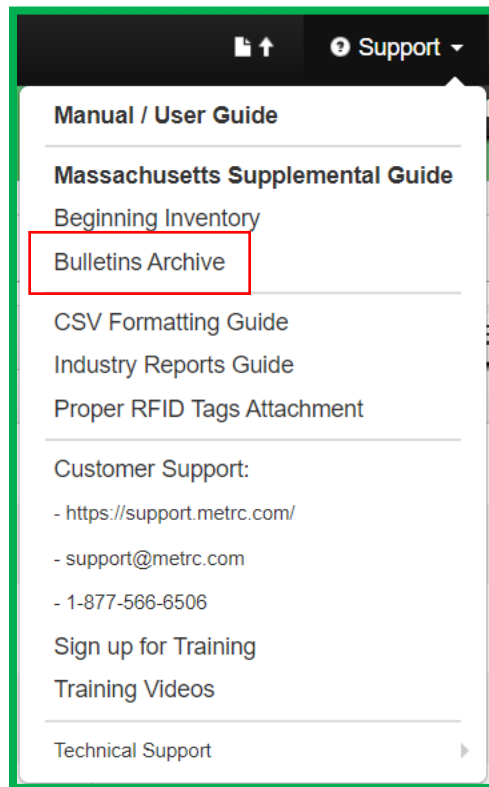 Support
Manual / User Guide
Massachusetts Supplemental Guide
Beginning Inventory
Bulletins Archive
CSV Formatting Guide
Industry Reports Guide
Proper RFID Tags Attachment
Customer Support:
- https://support.metrc.com/
- support@metrc.com
- 1-877-566-6506
Sign up for Training
Training Videos
Technical Support